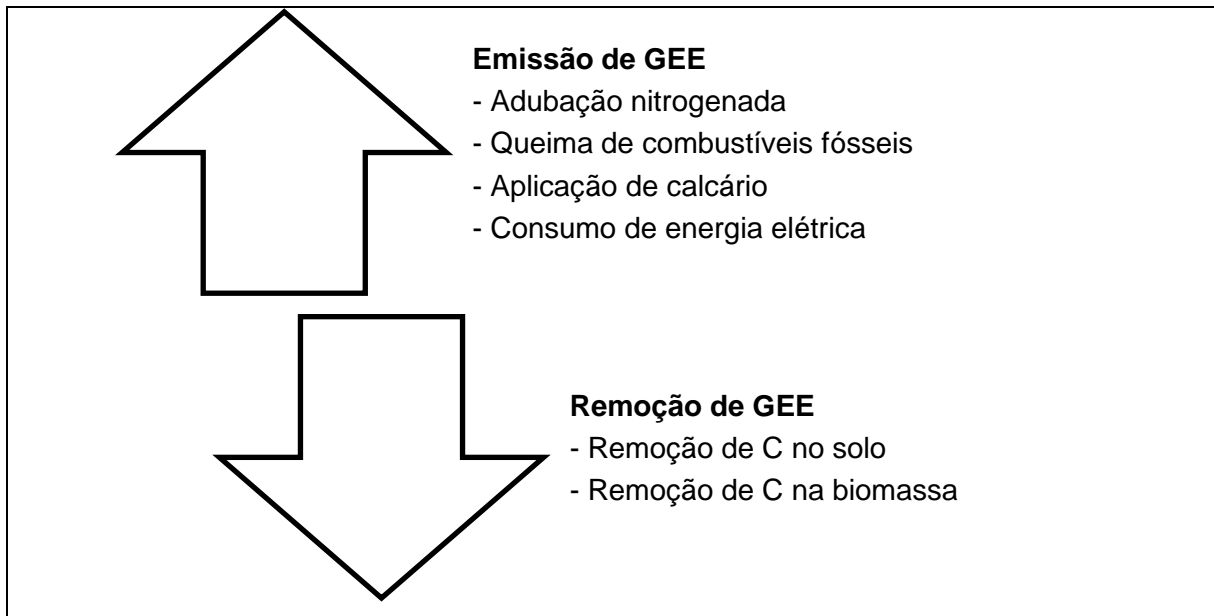 Emissão de GEE
- Adubação nitrogenada
- Queima de combustíveis fósseis
- Aplicação de calcário
- Consumo de energia elétrica
Remoção de GEE
- Remoção de C no solo
- Remoção de C na biomassa